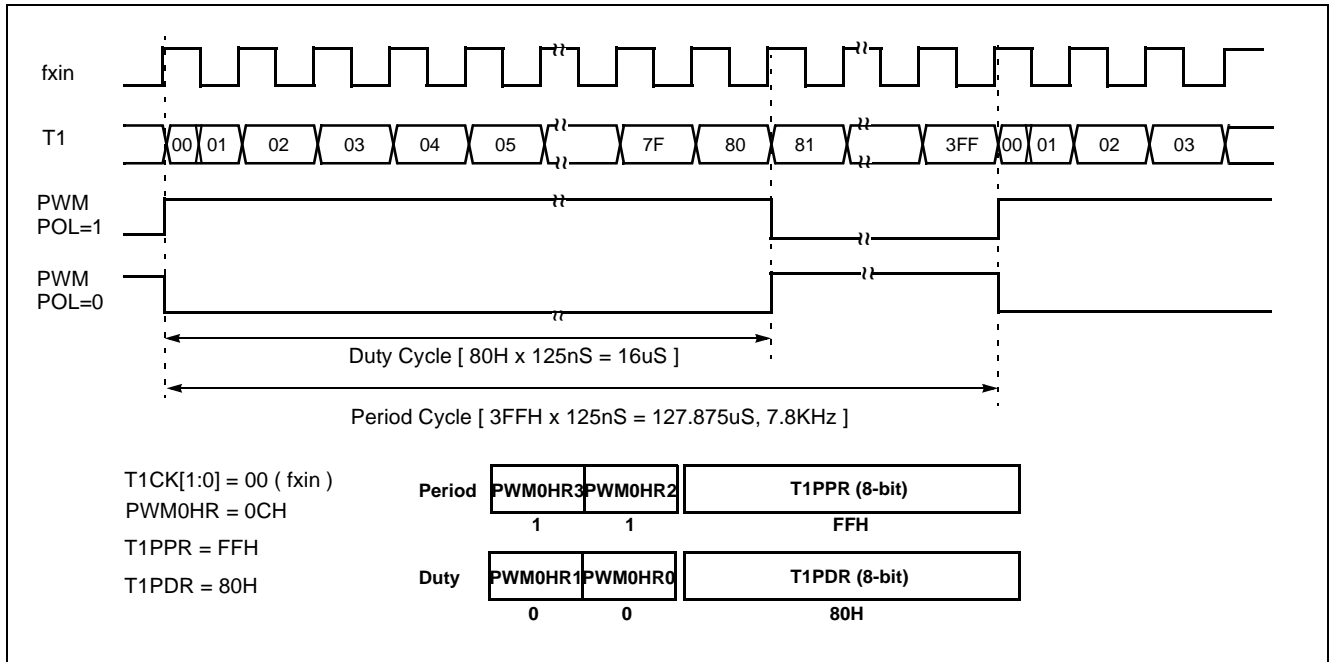 fxin
T1
00 01 02 03 04 05 7F 80 81 3FF 00 01 02 03
PWM
POL=1
PWM
POL=0
Duty Cycle [ 80H x 125nS = 16uS ]
Period Cycle [ 3FFH x 125nS = 127.875uS, 7.8KHz ]
T1CK[1:0] = 00 ( fxin )
PWM0HR = 0CH
T1PPR = FFH
T1PDR = 80H
Period PWM0HR3 PWM0HR2 T1PPR (8-bit)
1 1 FFH
Duty PWM0HR1 PWM0HR0 T1PDR (8-bit)
0 0 80H